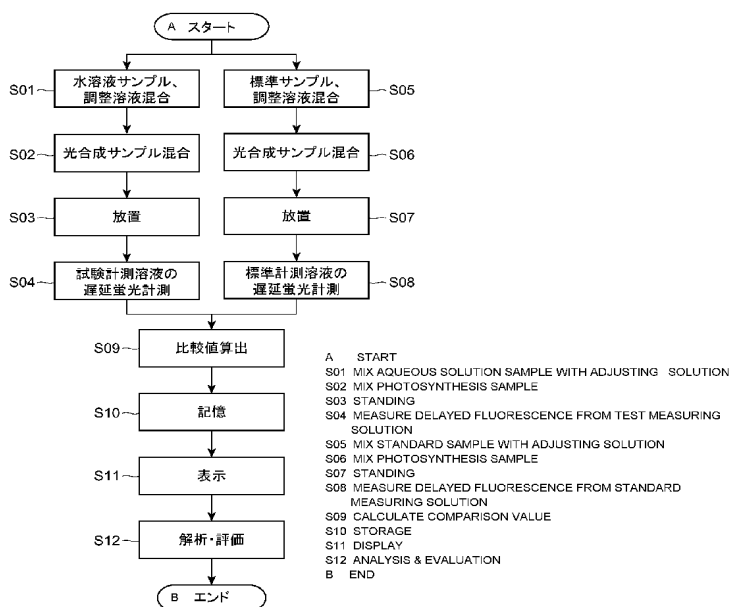 A スタート
S01
水溶液サンプル、
調整溶液混合
標準サンプル、
調整溶液混合
S05
S02
光合成サンプル混合
光合成サンプル混合
S06
S03
放置
放置
S07
S04
試験計測溶液の
遅延蛍光計測
標準計測溶液の
遅延蛍光計測
S08
S09
比較値算出
S10
記憶
S11
表示
S12
解析・評価
B エンド
A START
S01 MIX AQUEOUS SOLUTION SAMPLE WITH ADJUSTING SOLUTION
S02 MIX PHOTOSYNTHESIS SAMPLE
S03 STANDING
S04 MEASURE DELAYED FLUORESCENCE FROM TEST MEASURING
SOLUTION
S05 MIX STANDARD SAMPLE WITH ADJUSTING SOLUTION
S06 MIX PHOTOSYNTHESIS SAMPLE
S07 STANDING
S08 MEASURE DELAYED FLUORESCENCE FROM STANDARD
MEASURING SOLUTION
S09 CALCULATE COMPARISON VALUE
S10 STORAGE
S11 DISPLAY
S12 ANALYSIS & EVALUATION
B END